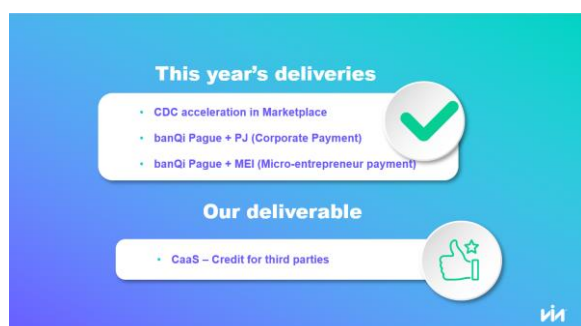 This year's deliveries
• CDC acceleration in Marketplace
• banQi Pague + PJ (Corporate Payment)
• banQi Pague + MEI (Micro-entrepreneur payment)
Our deliverable
• CaaS – Credit for third parties
via